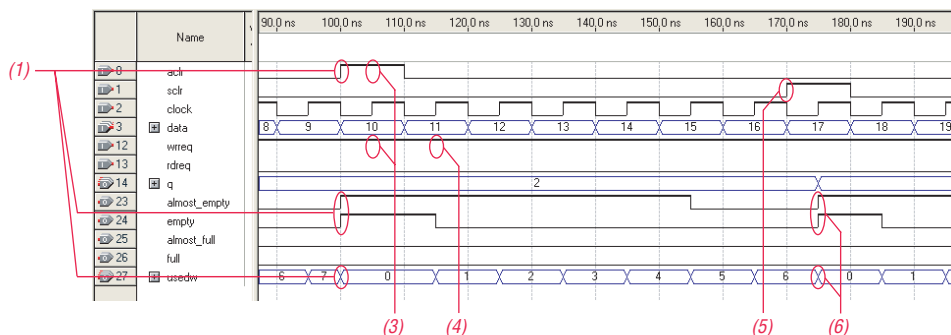 90.0 ns 100.0 ns 110.0 ns 120.0 ns 130.0 ns 140.0 ns 150.0 ns 160.0 ns 170.0 ns 180.0 ns 190.0 ns
Name
(1)
0 aclr
1 sclr
2 clock
3 data 8 9 10 11 12 13 14 15 16 17 18 19
12 wrreq
13 rdreq
14 q 2
23 almost_empty
24 empty
25 almost_full
26 full
27 usedw 6 7 0 1 2 3 4 5 6 0 1
(3) (4) (5) (6)